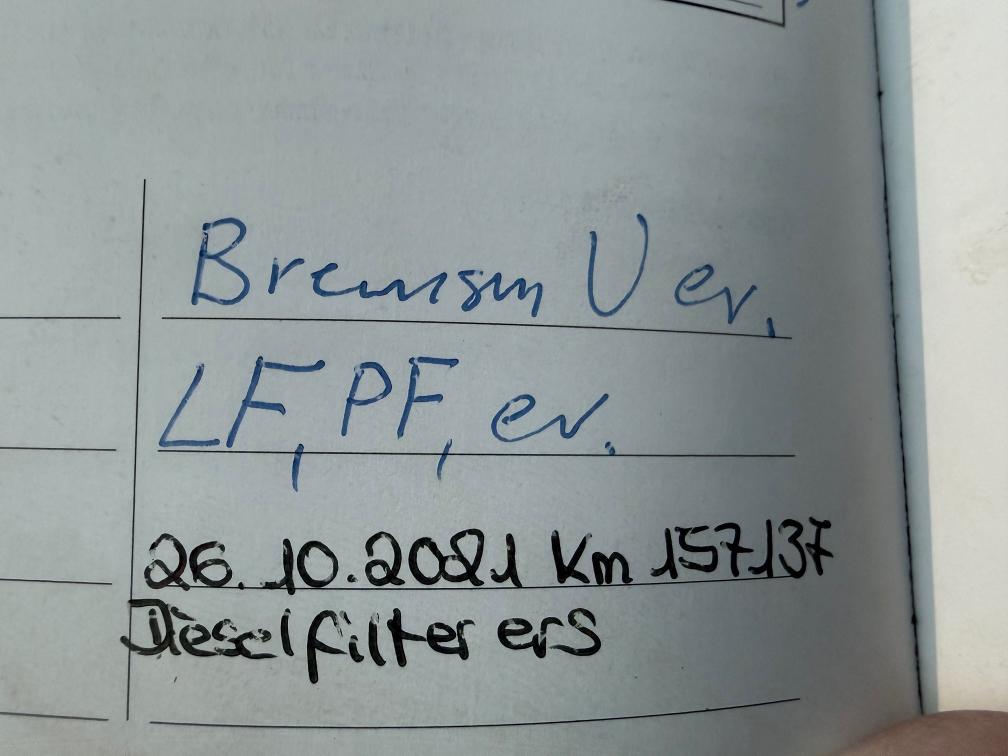 Bremsen V er.
LF, PF, er.
26.10.2021 Km 157137
Dieselfilter ers